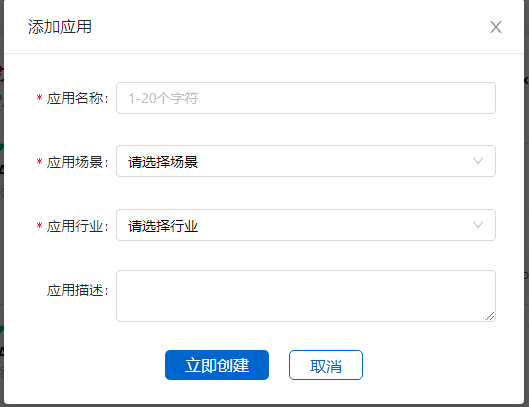 添加应用
* 应用名称： 1-20个字符
* 应用场景： 请选择场景
* 应用行业： 请选择行业
应用描述：
立即创建 取消